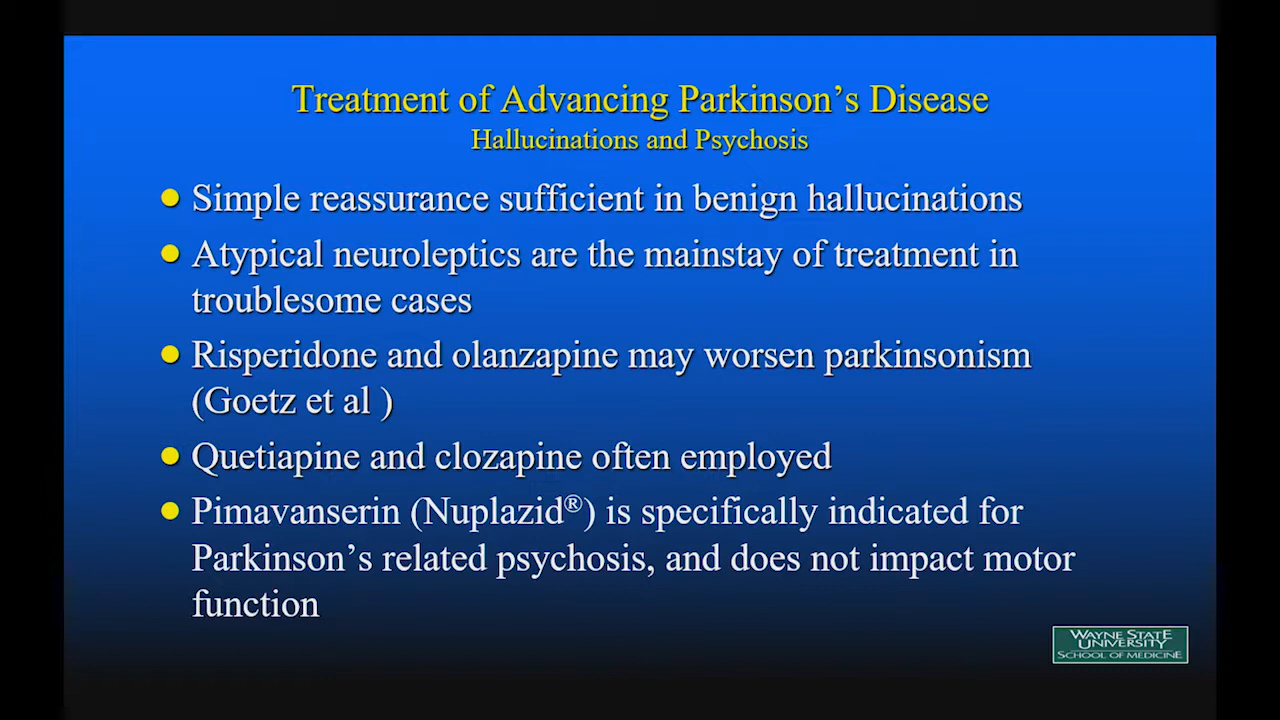 Treatment of Advancing Parkinson’s Disease
Hallucinations and Psychosis
Simple reassurance sufficient in benign hallucinations
Atypical neuroleptics are the mainstay of treatment in
troublesome cases
Risperidone and olanzapine may worsen parkinsonism
(Goetz et al )
Quetiapine and clozapine often employed
Pimavanserin (Nuplazid®) is specifically indicated for
Parkinson’s related psychosis, and does not impact motor
function
WAYNE STATE
UNIVERSITY
SCHOOL OF MEDICINE